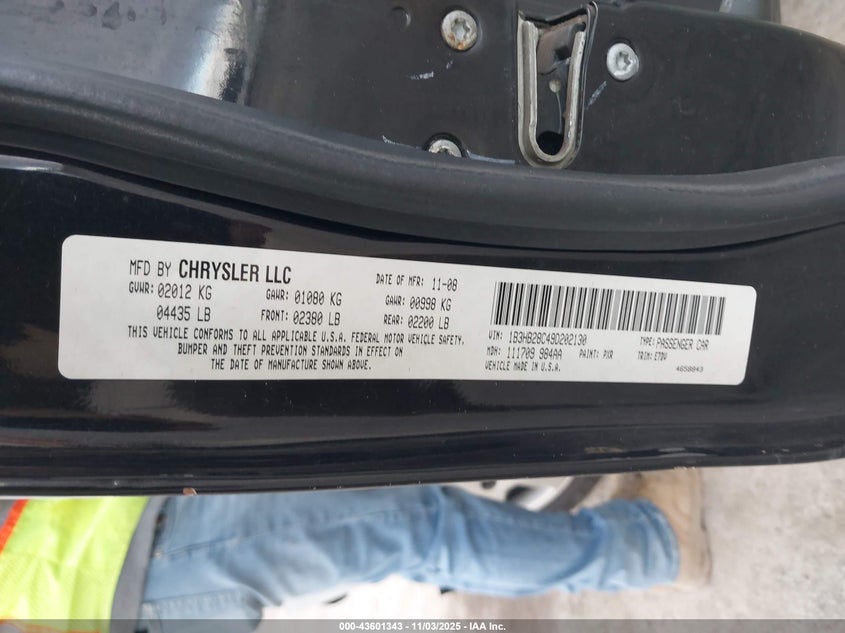 MFD BY CHRYSLER LLC
DATE OF MFR: 11-08
GVWR: 02012 KG
GAWR: 01080 KG
GAWR: 00998 KG
04435 LB
FRONT: 02380 LB
REAR: 02200 LB
THIS VEHICLE CONFORMS TO ALL APPLICABLE U.S.A. FEDERAL MOTOR VEHICLE SAFETY,
BUMPER AND THEFT PREVENTION STANDARDS IN EFFECT ON
THE DATE OF MANUFACTURE SHOWN ABOVE.
VIN: 1B3HB28C49D202130
TYPE: PASSENGER CAR
MDH: 111709 984AA
PAINT: PXR
TRIM: E7DV
VEHICLE MADE IN U.S.A.
4658843
000-43601343 - 11/03/2025 - IAA Inc.